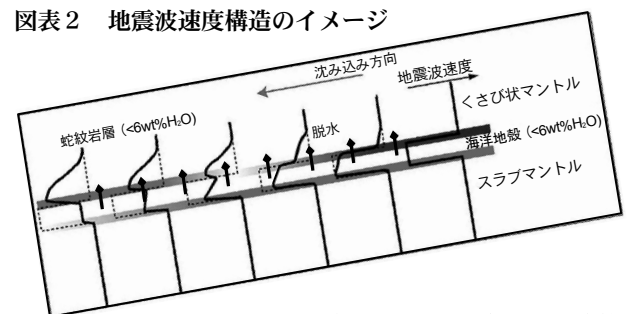 図表２　地震波速度構造のイメージ
沈み込み方向
地震波速度
くさび状マントル
蛇紋岩層（<6wt%H₂O）
脱水
海洋地殻（<6wt%H₂O）
スラブマントル